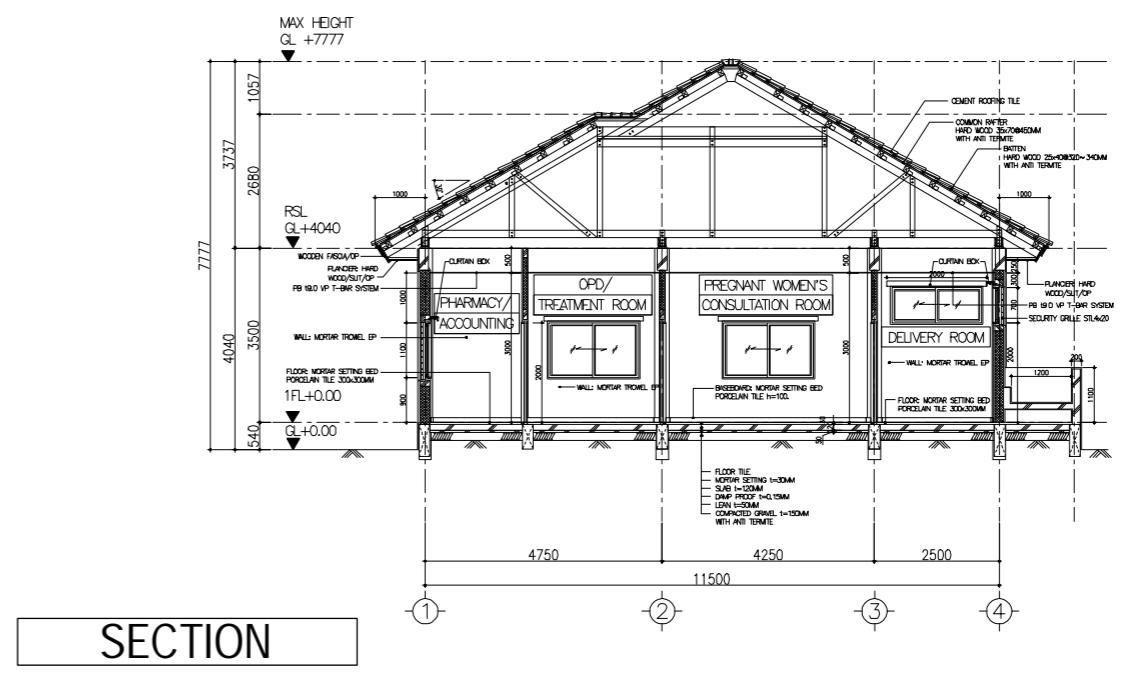 MAX HEIGHT
GL +7777
1057
3737
2680
7777
RSL
GL+4040
4040
3500
540
1FL+0.00
GL+0.00
1000
1000
CEMENT ROOFING TILE
COMMON RAFTER
HARD WOOD 35x70@450MM
WITH ANTI TERMITE
BATTEN
HARD WOOD 25x40@320~340MM
WITH ANTI TERMITE
WOODEN FASCIA/OP
PLANCIER: HARD
WOOD/SLIT/OP
PB t9.0 VP T-BAR SYSTEM
CURTAIN BOX
WALL: MORTAR TROWEL EP
FLOOR: MORTAR SETTING BED
PORCELAIN TILE 300x300MM
1000
1100
900
PHARMACY/
ACCOUNTING
500
3000
2000
OPD/
TREATMENT ROOM
WALL: MORTAR TROWEL EP
PREGNANT WOMEN'S
CONSULTATION ROOM
BASEBOARD: MORTAR SETTING BED
PORCELAIN TILE h=100.
500
3000
CURTAIN BOX
2000
DELIVERY ROOM
WALL: MORTAR TROWEL EP
FLOOR: MORTAR SETTING BED
PORCELAIN TILE 300x300MM
250
300
700
2000
PLANCIER: HARD
WOOD/SLIT/OP
PB t9.0 VP T-BAR SYSTEM
SECURITY GRILLE STL4x20
200
1200
1100
50
FLOOR TILE
MORTAR SETTING t=30MM
SLAB t=120MM
DAMP PROOF t=0.15MM
LEAN t=50MM
COMPACTED GRAVEL t=150MM
WITH ANTI TERMITE
4750
4250
2500
11500
1
2
3
4
SECTION